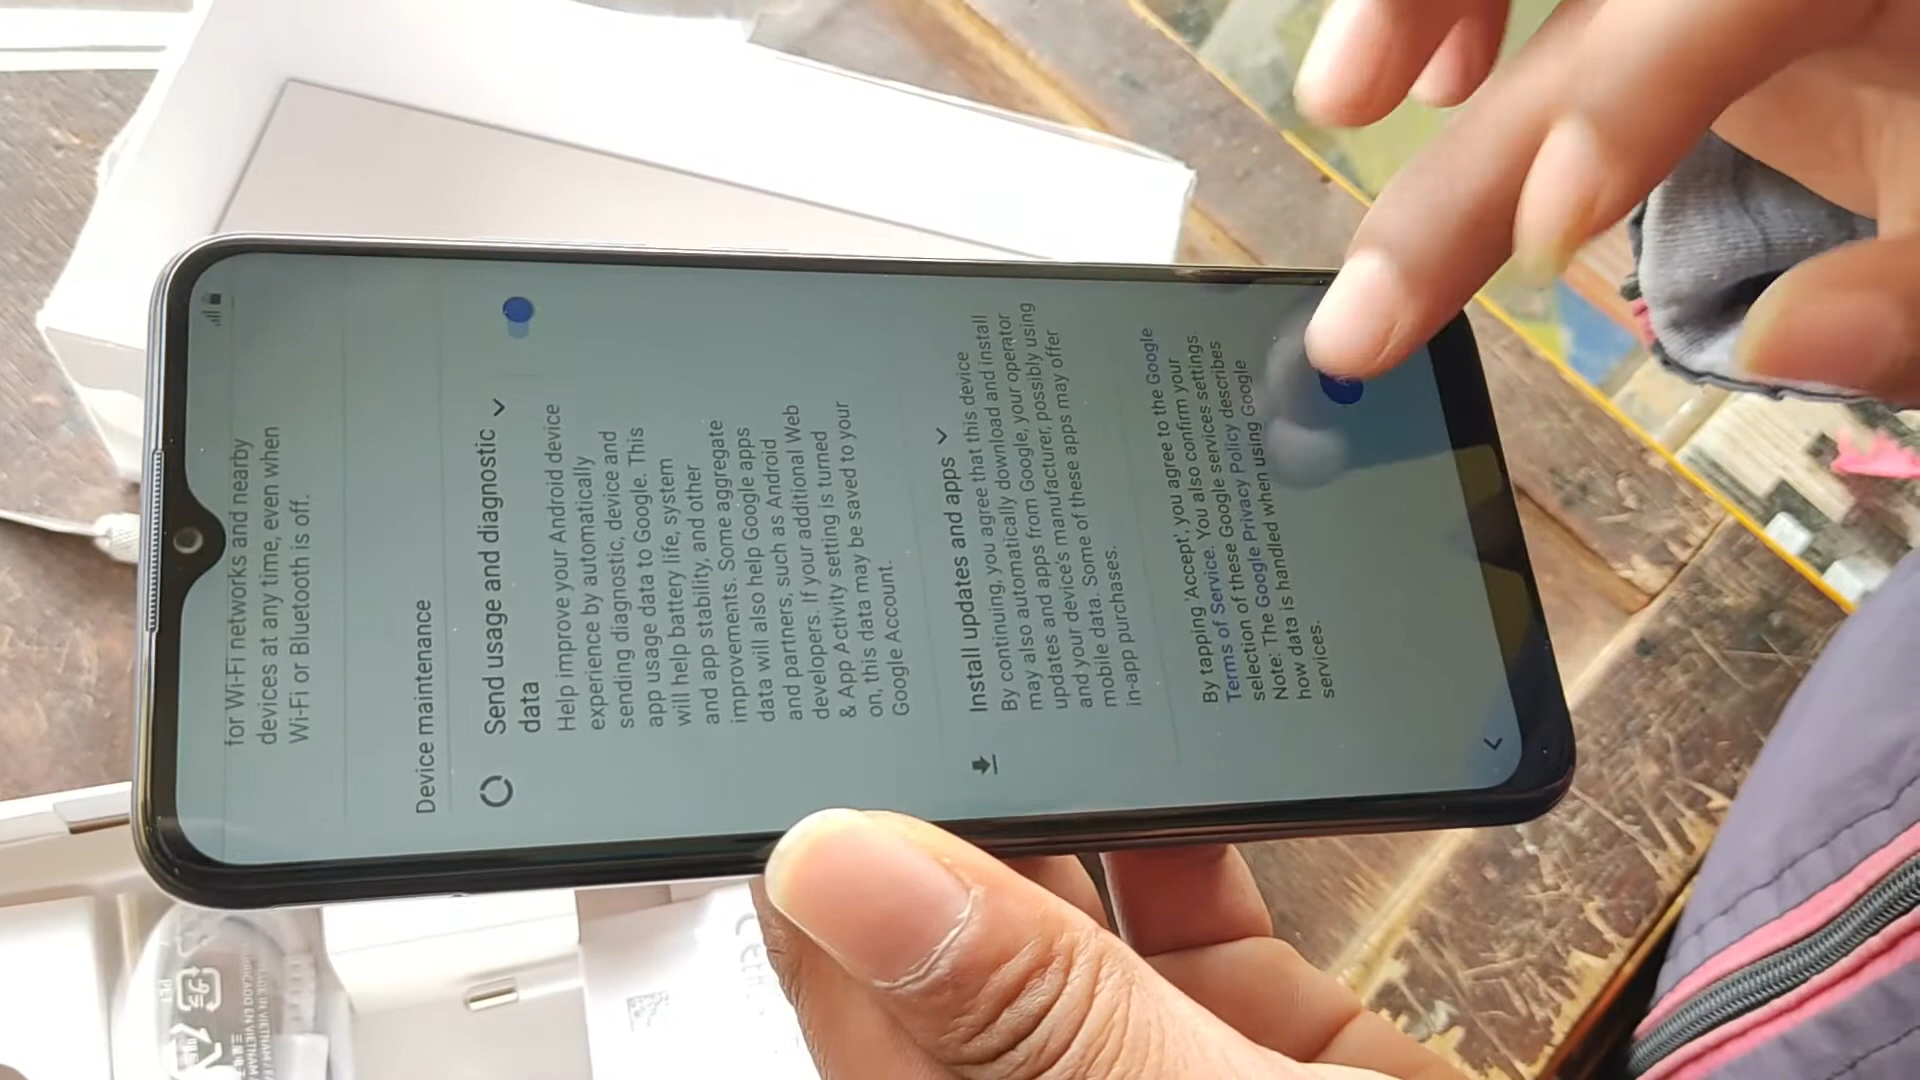 for Wi-Fi networks and nearby
devices at any time, even when
Wi-Fi or Bluetooth is off.
Device maintenance
Send usage and diagnostic
data
Help improve your Android device
experience by automatically
sending diagnostic, device and
app usage data to Google. This
will help battery life, system
and app stability, and other
improvements. Some aggregate
data will also help Google apps
and partners, such as Android
developers. If your additional Web
& App Activity setting is turned
on, this data may be saved to your
Google Account.
Install updates and apps
By continuing, you agree that this device
may also automatically download and install
updates and apps from Google, your operator
and your device's manufacturer, possibly using
mobile data. Some of these apps may offer
in-app purchases.
By tapping 'Accept', you agree to the Google
Terms of Service. You also confirm your
selection of these Google services settings.
Note: The Google Privacy Policy describes
how data is handled when using Google
services.
PET
MADE IN VIETNAM /
FABRICADO EN VIETNAM